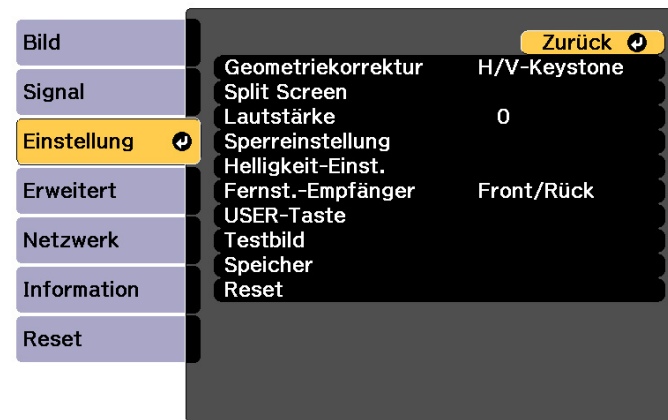 Bild
Signal
Einstellung
Erweitert
Netzwerk
Information
Reset
Zurück
Geometriekorrektur H/V-Keystone
Split Screen
Lautstärke 0
Sperreinstellung
Helligkeit-Einst.
Fernst.-Empfänger Front/Rück
USER-Taste
Testbild
Speicher
Reset